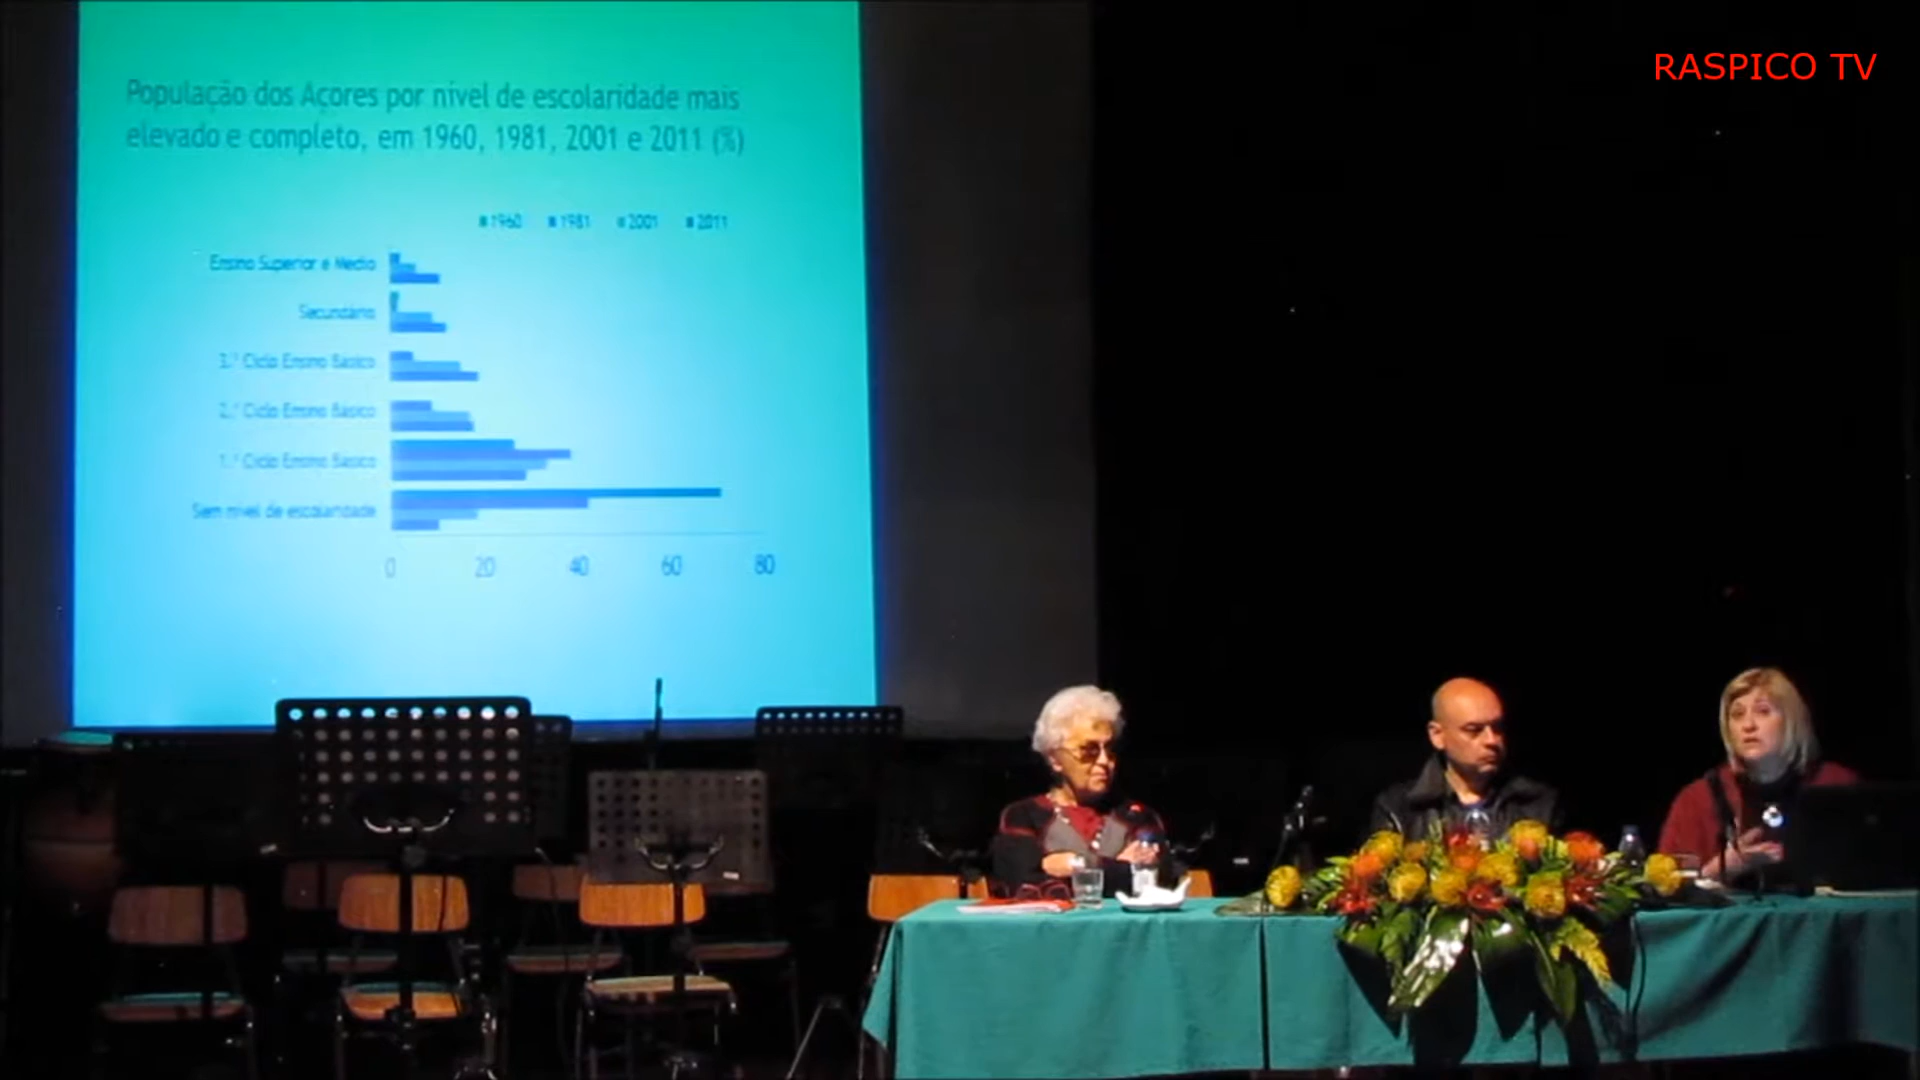 RASPICO TV
População dos Açores por nível de escolaridade mais
elevado e completo, em 1960, 1981, 2001 e 2011 (%)
1960 1981 2001 2011
Ensino Superior e Médio
Secundário
3.º Ciclo Ensino Básico
2.º Ciclo Ensino Básico
1.º Ciclo Ensino Básico
Sem nível de escolaridade
0 20 40 60 80